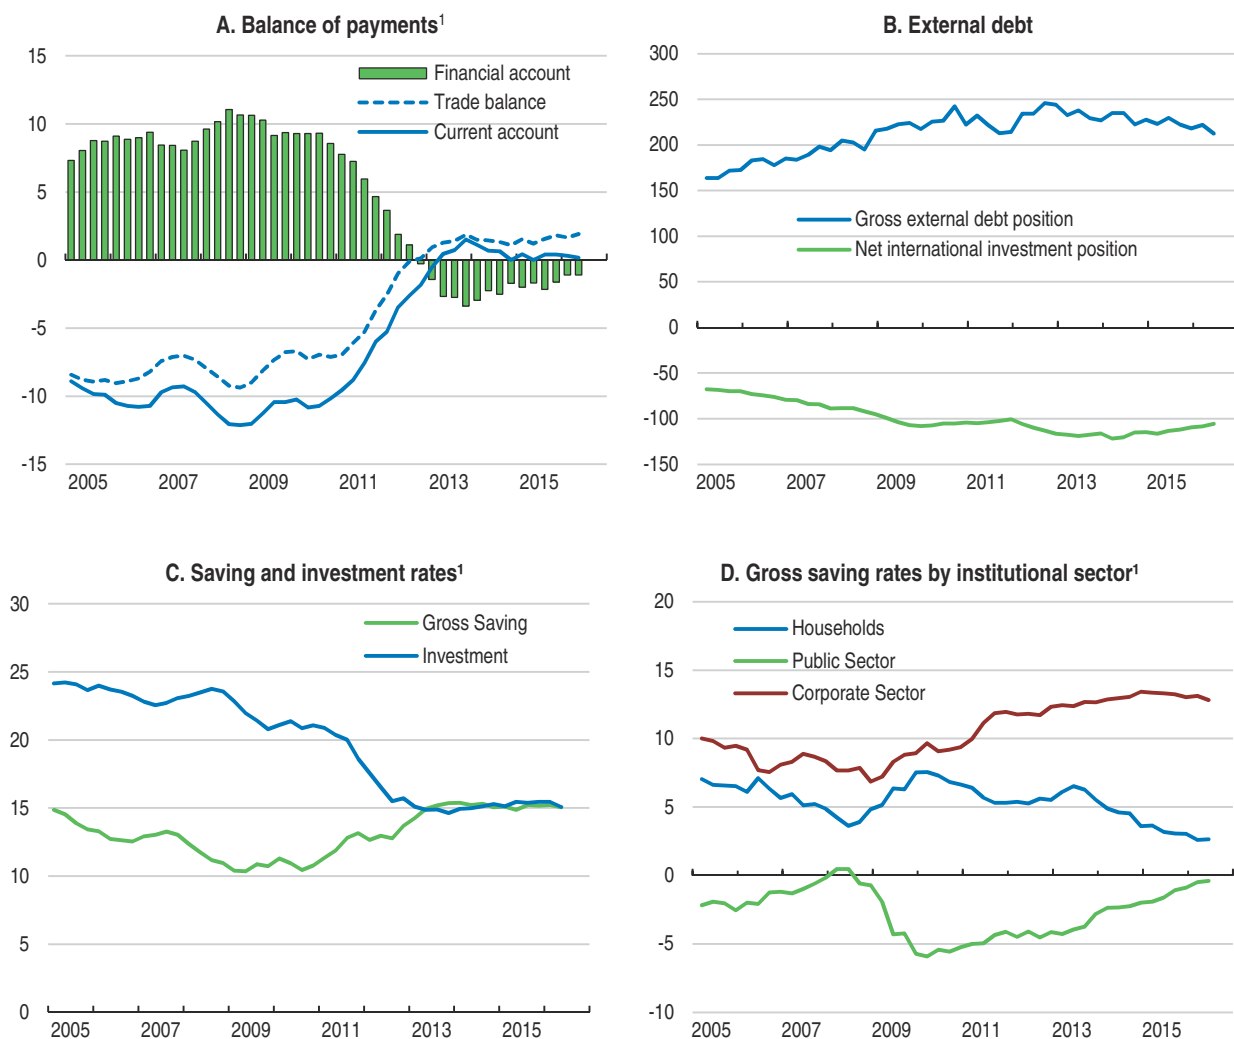 A. Balance of payments¹
15
10
5
0
-5
-10
-15
Financial account
Trade balance
Current account
2005 2007 2009 2011 2013 2015
B. External debt
300
250
200
150
100
50
0
-50
-100
-150
Gross external debt position
Net international investment position
2005 2007 2009 2011 2013 2015
C. Saving and investment rates¹
30
25
20
15
10
5
0
Gross Saving
Investment
2005 2007 2009 2011 2013 2015
D. Gross saving rates by institutional sector¹
20
15
10
5
0
-5
-10
Households
Public Sector
Corporate Sector
2005 2007 2009 2011 2013 2015